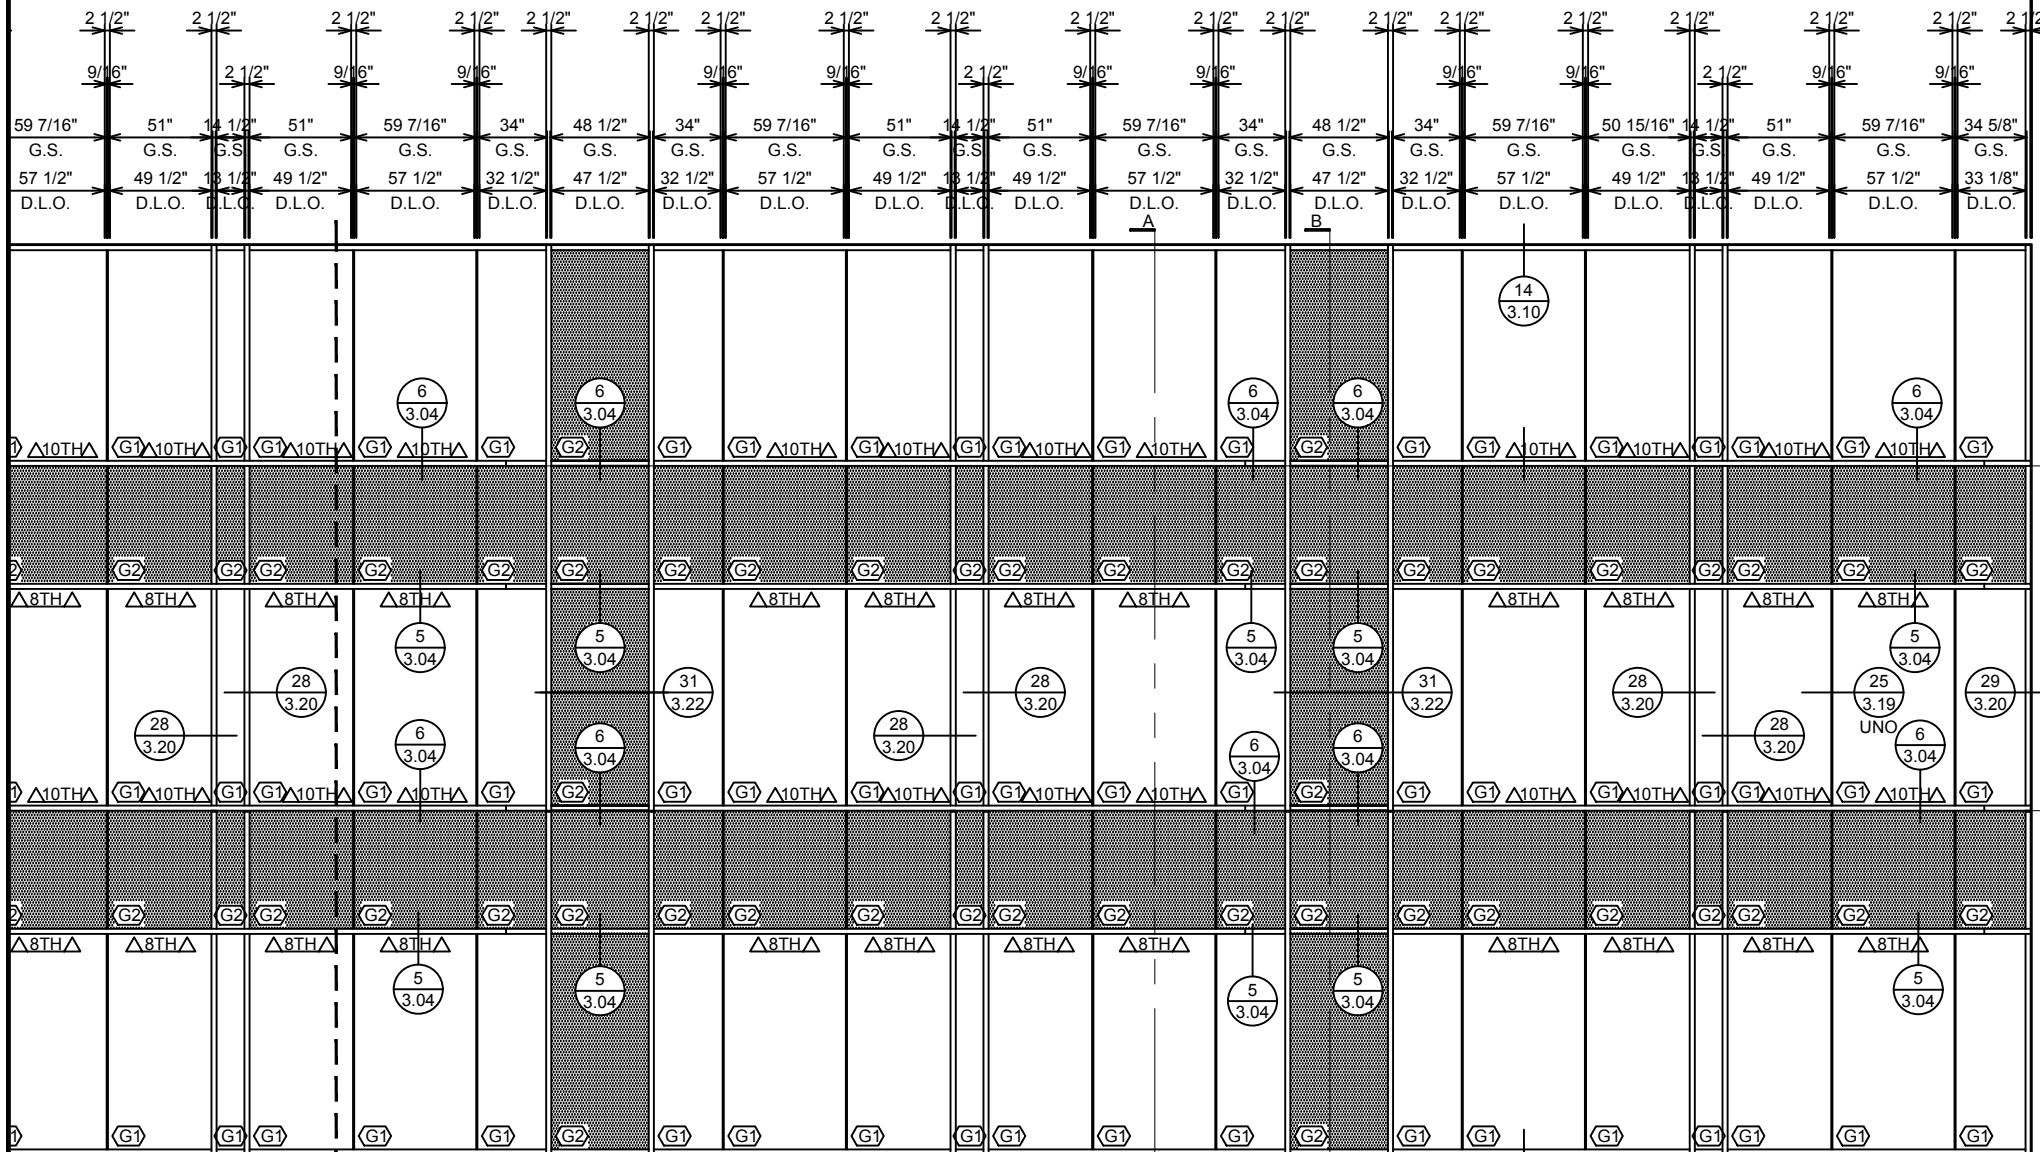 2 1/2" 2 1/2" 2 1/2" 2 1/2" 2 1/2" 2 1/2" 2 1/2" 2 1/2" 2 1/2" 2 1/2" 2 1/2" 2 1/2" 2 1/2" 2 1/2" 2 1/2" 2 1/2" 2 1/2" 2 1/2"
9/16" 2 1/2" 9/16" 9/16" 9/16" 9/16" 2 1/2" 9/16" 9/16" 9/16" 9/16" 2 1/2" 9/16" 9/16"
59 7/16" 51" 14 1/2" 51" 59 7/16" 34" 48 1/2" 34" 59 7/16" 51" 14 1/2" 51" 59 7/16" 34" 48 1/2" 34" 59 7/16" 50 15/16" 14 1/2" 51" 59 7/16" 34 5/8"
G.S. G.S. G.S. G.S. G.S. G.S. G.S. G.S. G.S. G.S. G.S. G.S. G.S. G.S. G.S. G.S. G.S. G.S. G.S. G.S. G.S. G.S.
57 1/2" 49 1/2" 13 1/2" 49 1/2" 57 1/2" 32 1/2" 47 1/2" 32 1/2" 57 1/2" 49 1/2" 13 1/2" 49 1/2" 57 1/2" 32 1/2" 47 1/2" 32 1/2" 57 1/2" 49 1/2" 13 1/2" 49 1/2" 57 1/2" 33 1/8"
D.L.O. D.L.O. D.L.O. D.L.O. D.L.O. D.L.O. D.L.O. D.L.O. D.L.O. D.L.O. D.L.O. D.L.O. D.L.O. D.L.O. D.L.O. D.L.O. D.L.O. D.L.O. D.L.O. D.L.O. D.L.O. D.L.O.
A B
14
3.10
6 6 6 6 6
3.04 3.04 3.04 3.04 3.04
10TH G1 10TH G1 G1 10TH G1 10TH G1 G2 G1 G1 10TH G1 10TH G1 G1 10TH G1 10TH G1 G2 G1 G1 10TH G1 10TH G1 G1 10TH G1 10TH G1
G2 G2 G2 G2 G2 G2 G2 G2 G2 G2 G2 G2 G2 G2 G2 G2 G2 G2 G2 G2 G2
8TH 8TH 8TH 8TH 8TH 8TH 8TH 8TH 8TH 8TH 8TH 8TH
5 5 5 5 5
3.04 3.04 3.04 3.04 3.04
28 31 28 31 28 25 29
3.20 3.22 3.20 3.22 3.20 3.19 3.20
UNO
28 28 28
3.20 3.20 3.20
6 6 6 6 6
3.04 3.04 3.04 3.04 3.04
10TH G1 10TH G1 G1 10TH G1 10TH G1 G2 G1 G1 10TH G1 10TH G1 G1 10TH G1 10TH G1 G2 G1 G1 10TH G1 10TH G1 G1 10TH G1 10TH G1
G2 G2 G2 G2 G2 G2 G2 G2 G2 G2 G2 G2 G2 G2 G2 G2 G2 G2 G2 G2 G2
8TH 8TH 8TH 8TH 8TH 8TH 8TH 8TH 8TH 8TH 8TH 8TH
5 5 5 5 5
3.04 3.04 3.04 3.04 3.04
G1 G1 G1 G1 G1 G2 G1 G1 G1 G1 G1 G1 G1 G2 G1 G1 G1 G1 G1 G1 G1